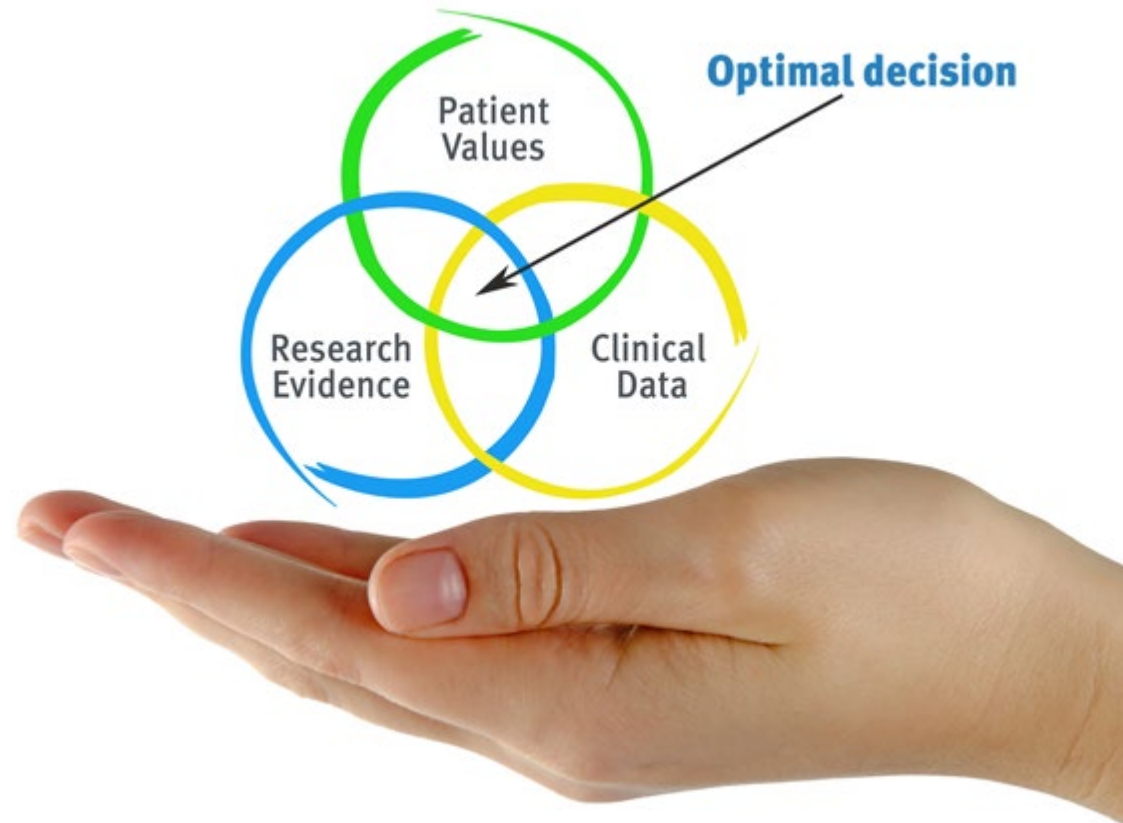 Optimal decision
Patient
Values
Research
Evidence
Clinical
Data